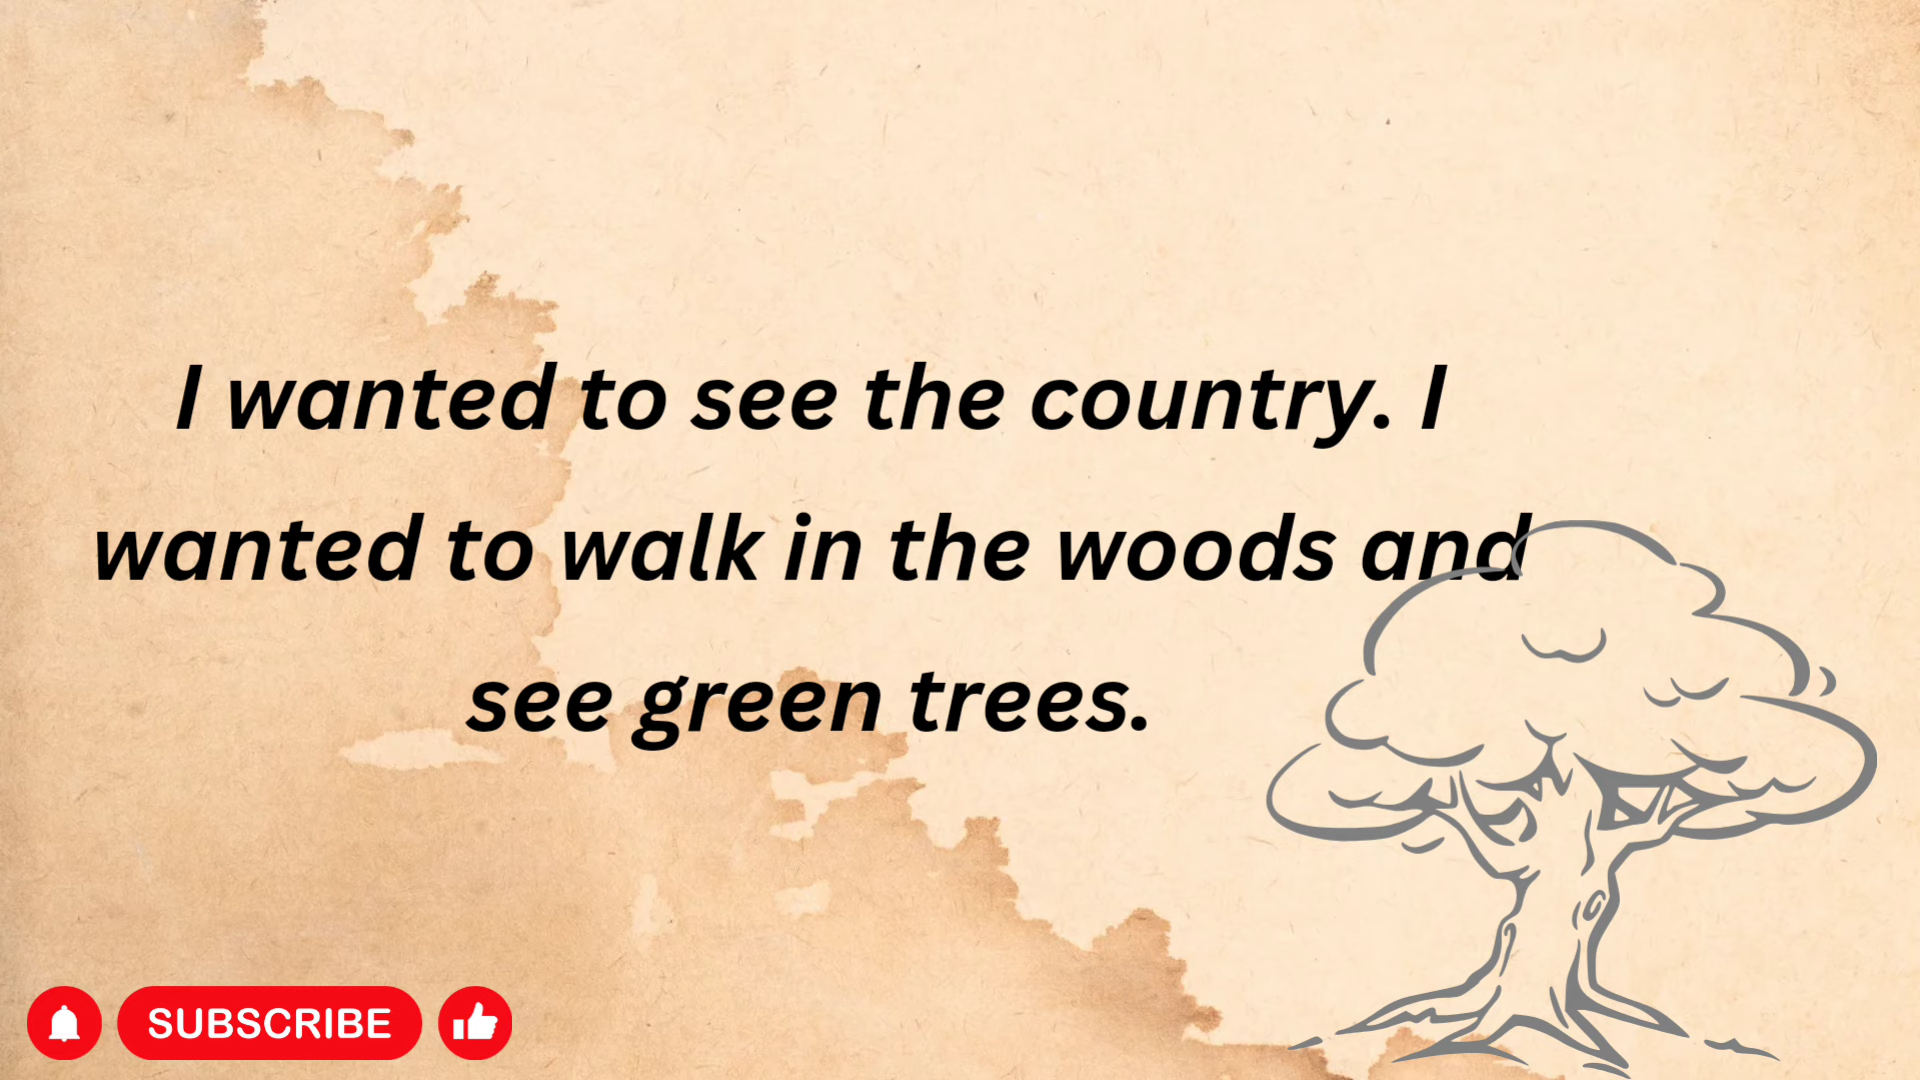 I wanted to see the country. I
wanted to walk in the woods and
see green trees.
SUBSCRIBE